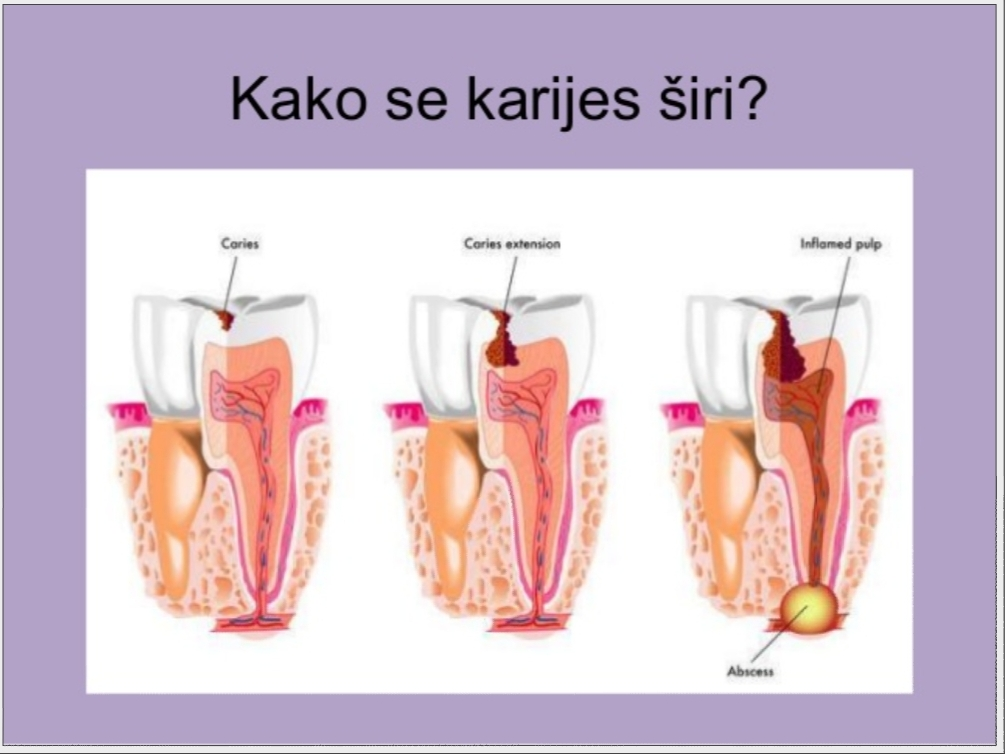 Kako se karijes širi?
Caries
Caries extension
Inflamed pulp
Abscess